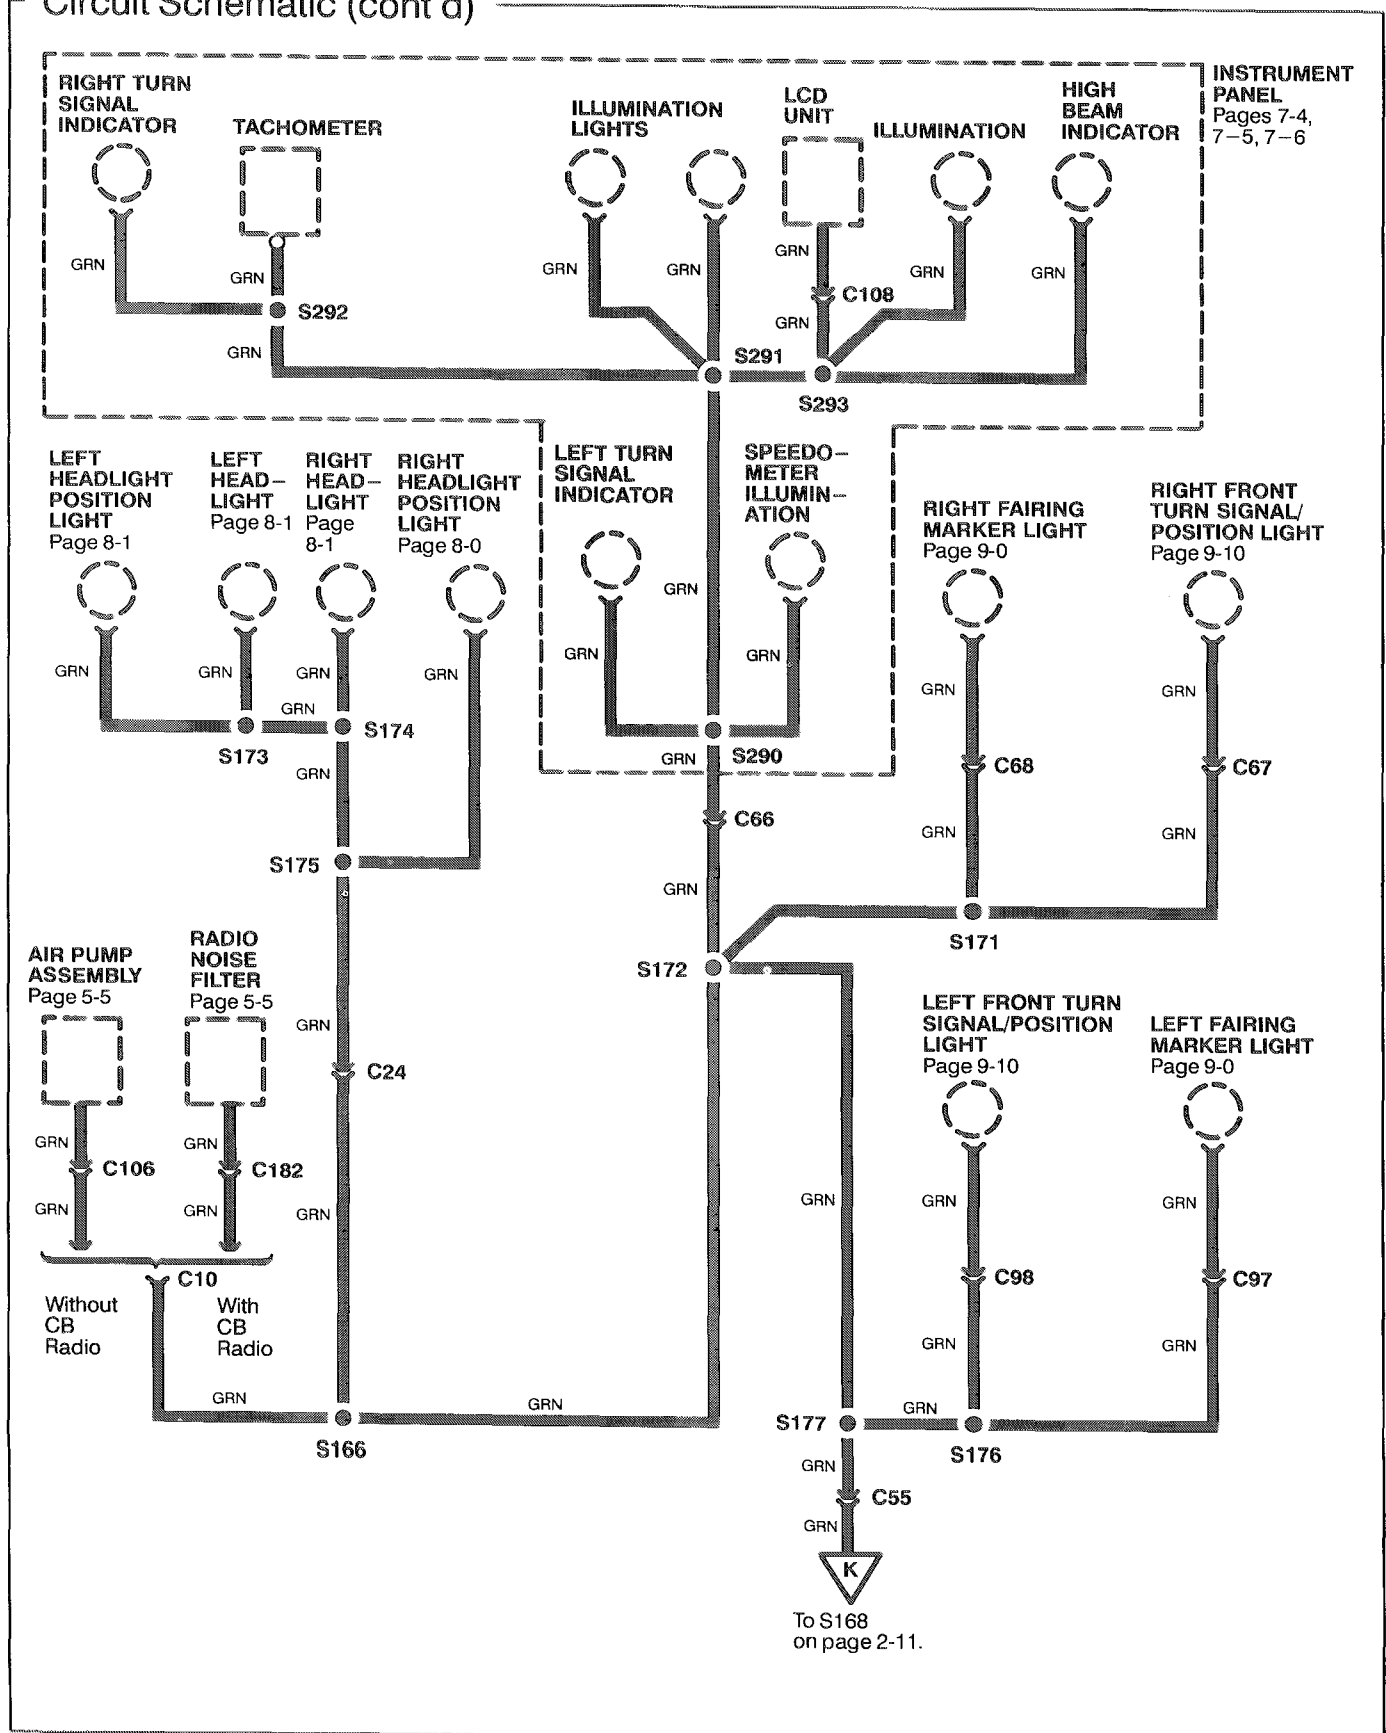 Circuit Schematic (cont'd)
RIGHT TURN
SIGNAL
INDICATOR
TACHOMETER
ILLUMINATION
LIGHTS
LCD
UNIT
ILLUMINATION
HIGH
BEAM
INDICATOR
INSTRUMENT
PANEL
Pages 7-4,
7–5, 7–6
GRN
GRN
GRN
GRN
GRN
GRN
GRN
C108
S292
GRN
GRN
S291
S293
LEFT
HEADLIGHT
POSITION
LIGHT
Page 8-1
LEFT
HEAD–
LIGHT
Page 8-1
RIGHT
HEAD–
LIGHT
Page
8-1
RIGHT
HEADLIGHT
POSITION
LIGHT
Page 8-0
LEFT TURN
SIGNAL
INDICATOR
SPEEDO–
METER
ILLUMIN–
ATION
RIGHT FAIRING
MARKER LIGHT
Page 9-0
RIGHT FRONT
TURN SIGNAL/
POSITION LIGHT
Page 9-10
GRN
GRN
GRN
GRN
GRN
GRN
GRN
GRN
GRN
GRN
S173
S174
GRN
S290
GRN
C66
C68
C67
GRN
GRN
S175
GRN
S171
S172
AIR PUMP
ASSEMBLY
Page 5-5
RADIO
NOISE
FILTER
Page 5-5
GRN
C24
LEFT FRONT TURN
SIGNAL/POSITION
LIGHT
Page 9-10
LEFT FAIRING
MARKER LIGHT
Page 9-0
GRN
C106
GRN
GRN
C182
GRN
GRN
GRN
GRN
GRN
C10
C98
C97
Without
CB
Radio
With
CB
Radio
GRN
GRN
GRN
GRN
GRN
S166
S177
S176
GRN
C55
GRN
K
To S168
on page 2-11.